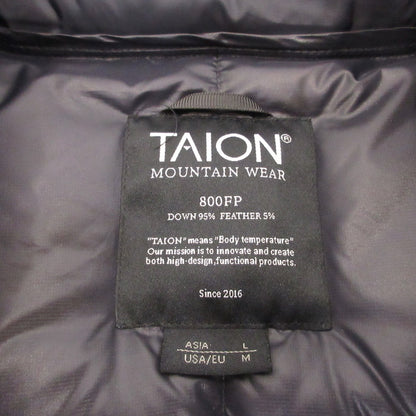 TAION®
MOUNTAIN WEAR
800FP
DOWN 95% FEATHER 5%
"TAION" means "Body temperature"
Our mission is to innovate and create
both high-design,functional products.
Since 2016
ASIA L
USA/EU M